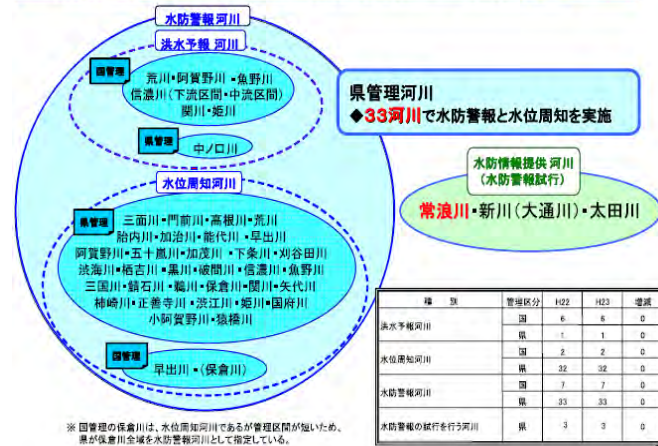 水防警報河川
洪水予報 河川
国管理
荒川・阿賀野川 ・魚野川
信濃川(下流区間・中流区間)
関川・姫川
県管理
中ノ口川
県管理河川
◆33河川で水防警報と水位周知を実施
水防情報提供 河川
(水防警報試行)
常浪川・新川(大通川)・太田川
水位周知河川
県管理
三面川・門前川・高根川・荒川
胎内川・加治川・能代川・早出川
阿賀野川・五十嵐川・加茂川・下条川・刈谷田川
渋海川・栖吉川・黒川・破間川・信濃川・魚野川
三国川・鯖石川・鵜川・保倉川・関川・矢代川
柿崎川・正善寺川・渋江川・姫川・国府川
小阿賀野川・猿橋川
国管理
早出川・(保倉川)
種 別 管理区分 H22 H23 増減
洪水予報河川 国 6 6 0
県 1 1 0
水位周知河川 国 2 2 0
県 32 32 0
水防警報河川 国 7 7 0
県 33 33 0
水防警報の試行を行う河川 県 3 3 0
※ 国管理の保倉川は、水位周知河川であるが管理区間が短いため、
県が保倉川全域を水防警報河川として指定している。